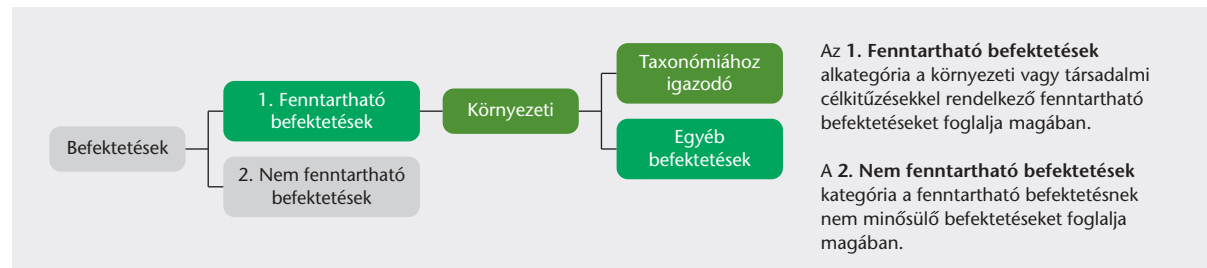 Befektetések
1. Fenntartható
befektetések
2. Nem fenntartható
befektetések
Környezeti
Taxonómiához
igazodó
Egyéb
befektetések
Az 1. Fenntartható befektetések
alkategória a környezeti vagy társadalmi
célkitűzésekkel rendelkező fenntartható
befektetéseket foglalja magában.
A 2. Nem fenntartható befektetések
kategória a fenntartható befektetésnek
nem minősülő befektetéseket foglalja
magában.